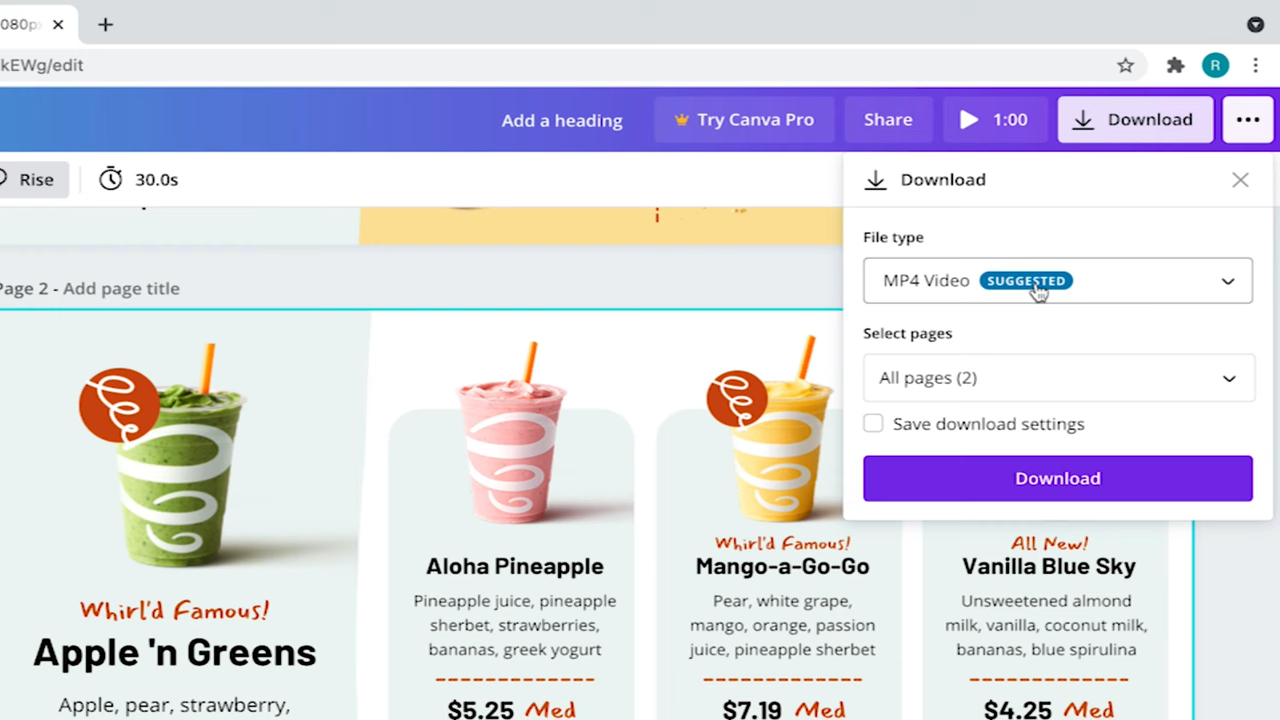 080p
kEWg/edit
R
Add a heading
Try Canva Pro
Share
1:00
Download
Rise
30.0s
Download
File type
MP4 Video SUGGESTED
Select pages
All pages (2)
Save download settings
Download
Page 2 - Add page title
Whirl'd Famous!
Apple 'n Greens
Apple, pear, strawberry,
Aloha Pineapple
Pineapple juice, pineapple
sherbet, strawberries,
bananas, greek yogurt
$5.25 Med
Whirl'd Famous!
Mango-a-Go-Go
Pear, white grape,
mango, orange, passion
juice, pineapple sherbet
$7.19 Med
All New!
Vanilla Blue Sky
Unsweetened almond
milk, vanilla, coconut milk,
bananas, blue spirulina
$4.25 Med